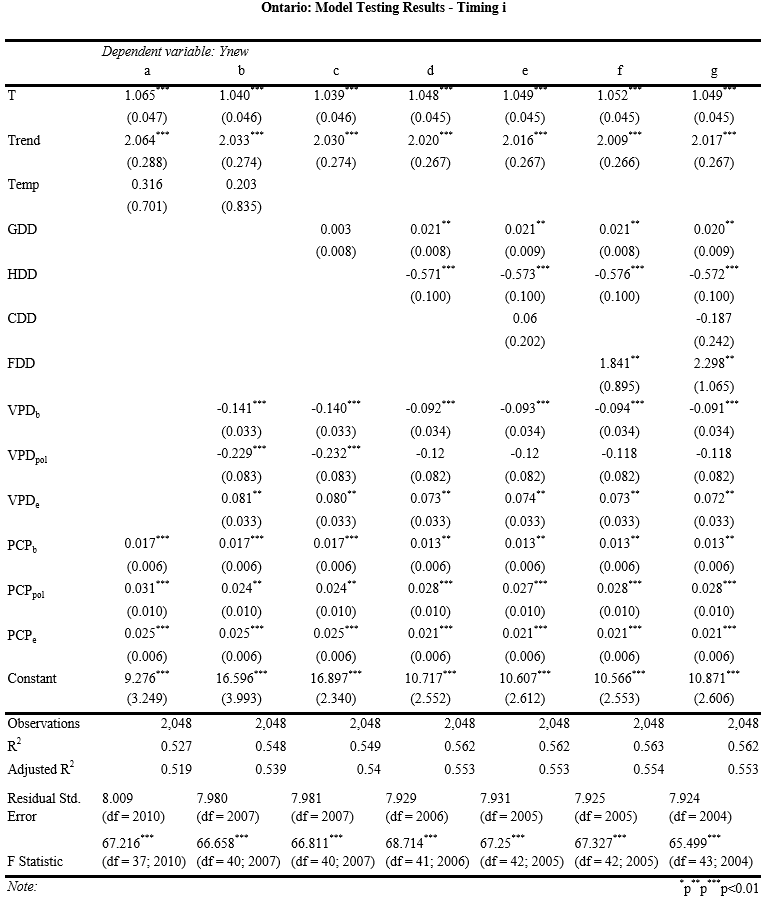 Ontario: Model Testing Results - Timing i
Dependent variable: Ynew
a b c d e f g
T 1.065*** 1.040*** 1.039*** 1.048*** 1.049*** 1.052*** 1.049***
(0.047) (0.046) (0.046) (0.045) (0.045) (0.045) (0.045)
Trend 2.064*** 2.033*** 2.030*** 2.020*** 2.016*** 2.009*** 2.017***
(0.288) (0.274) (0.274) (0.267) (0.267) (0.266) (0.267)
Temp 0.316 0.203
(0.701) (0.835)
GDD 0.003 0.021** 0.021** 0.021** 0.020**
(0.008) (0.008) (0.009) (0.008) (0.009)
HDD -0.571*** -0.573*** -0.576*** -0.572***
(0.100) (0.100) (0.100) (0.100)
CDD 0.06 -0.187
(0.202) (0.242)
FDD 1.841** 2.298**
(0.895) (1.065)
VPDb -0.141*** -0.140*** -0.092*** -0.093*** -0.094*** -0.091***
(0.033) (0.033) (0.034) (0.034) (0.034) (0.034)
VPDpol -0.229*** -0.232*** -0.12 -0.12 -0.118 -0.118
(0.083) (0.083) (0.082) (0.082) (0.082) (0.082)
VPDe 0.081** 0.080** 0.073** 0.074** 0.073** 0.072**
(0.033) (0.033) (0.033) (0.033) (0.033) (0.033)
PCPb 0.017*** 0.017*** 0.017*** 0.013** 0.013** 0.013** 0.013**
(0.006) (0.006) (0.006) (0.006) (0.006) (0.006) (0.006)
PCPpol 0.031*** 0.024** 0.024** 0.028*** 0.027*** 0.028*** 0.028***
(0.010) (0.010) (0.010) (0.010) (0.010) (0.010) (0.010)
PCPe 0.025*** 0.025*** 0.025*** 0.021*** 0.021*** 0.021*** 0.021***
(0.006) (0.006) (0.006) (0.006) (0.006) (0.006) (0.006)
Constant 9.276*** 16.596*** 16.897*** 10.717*** 10.607*** 10.566*** 10.871***
(3.249) (3.993) (2.340) (2.552) (2.612) (2.553) (2.606)
Observations 2,048 2,048 2,048 2,048 2,048 2,048 2,048
R2 0.527 0.548 0.549 0.562 0.562 0.563 0.562
Adjusted R2 0.519 0.539 0.54 0.553 0.553 0.554 0.553
Residual Std. 8.009 7.980 7.981 7.929 7.931 7.925 7.924
Error (df = 2010) (df = 2007) (df = 2007) (df = 2006) (df = 2005) (df = 2005) (df = 2004)
67.216*** 66.658*** 66.811*** 68.714*** 67.25*** 67.327*** 65.499***
F Statistic (df = 37; 2010) (df = 40; 2007) (df = 40; 2007) (df = 41; 2006) (df = 42; 2005) (df = 42; 2005) (df = 43; 2004)
Note: *p**p***p<0.01